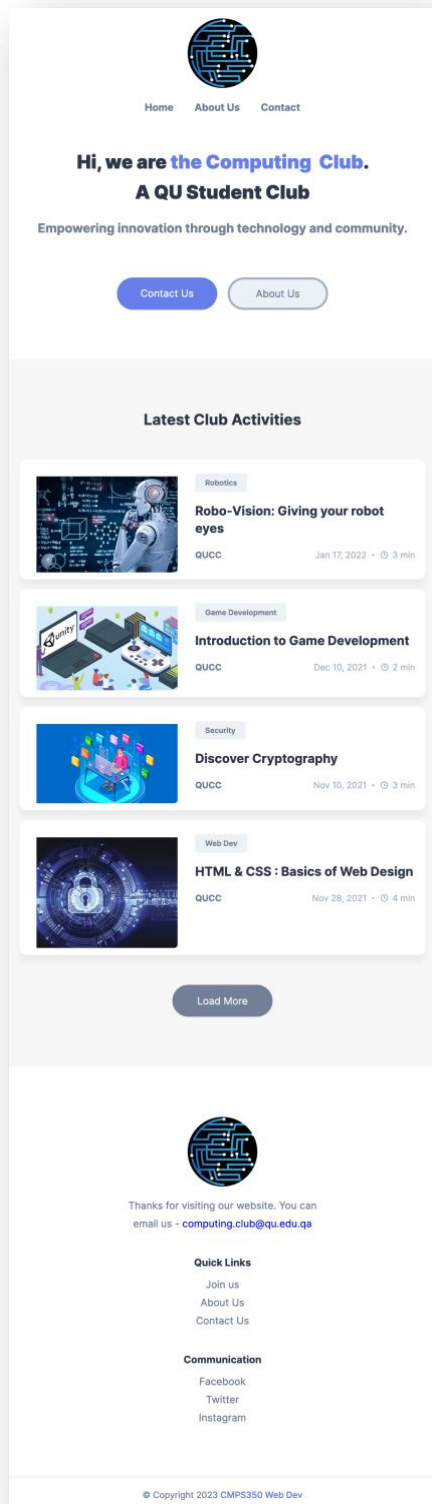 Home About Us Contact
Hi, we are the Computing Club.
A QU Student Club
Empowering innovation through technology and community.
Contact Us About Us
Latest Club Activities
Robotics
Robo-Vision: Giving your robot
eyes
QUCC Jan 17, 2022 • 3 min
unity
Game Development
Introduction to Game Development
QUCC Dec 10, 2021 • 2 min
Security
Discover Cryptography
QUCC Nov 10, 2021 • 3 min
Web Dev
HTML & CSS : Basics of Web Design
QUCC Nov 28, 2021 • 4 min
Load More
Thanks for visiting our website. You can
email us - computing.club@qu.edu.qa
Quick Links
Join us
About Us
Contact Us
Communication
Facebook
Twitter
Instagram
© Copyright 2023 CMPS350 Web Dev